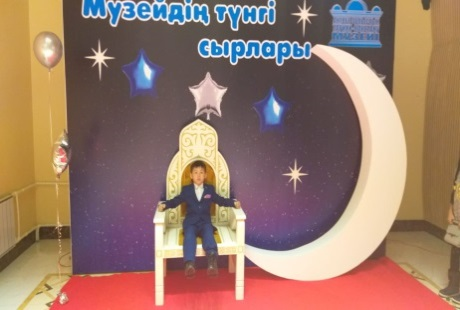 Музейдің түнгі
сырлары